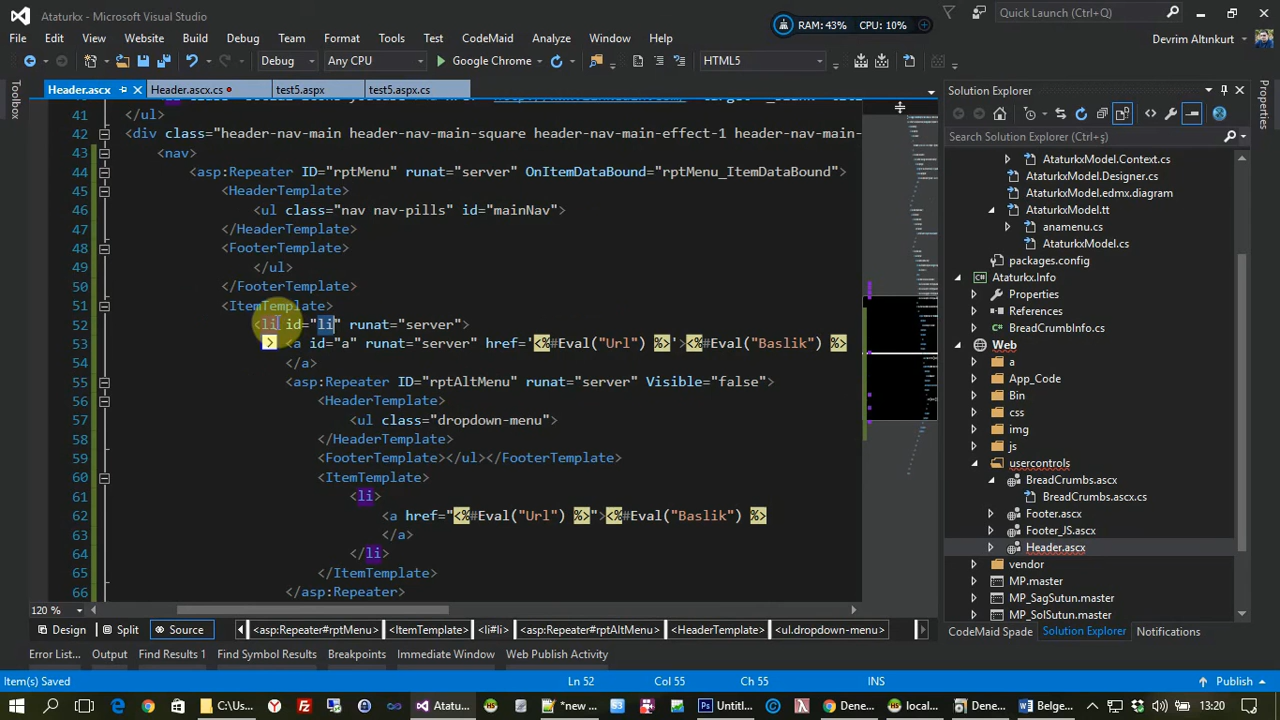 Ataturkx - Microsoft Visual Studio
RAM: 43% CPU: 10%
Quick Launch (Ctrl+Q)
File Edit View Website Build Debug Team Format Tools Test CodeMaid Analyze Window Help
Devrim Altınkurt
Debug Any CPU Google Chrome HTML5
Toolbox
Header.ascx Header.ascx.cs test5.aspx test5.aspx.cs
41 </ul>
42 <div class="header-nav-main header-nav-main-square header-nav-main-effect-1 header-nav-main-
43 <nav>
44 <asp:Repeater ID="rptMenu" runat="server" OnItemDataBound="rptMenu_ItemDataBound">
45 <HeaderTemplate>
46 <ul class="nav nav-pills" id="mainNav">
47 </HeaderTemplate>
48 <FooterTemplate>
49 </ul>
50 </FooterTemplate>
51 <ItemTemplate>
52 <li id="li" runat="server">
53 > <a id="a" runat="server" href='<%#Eval("Url") %>'><%#Eval("Baslik") %>
54 </a>
55 <asp:Repeater ID="rptAltMenu" runat="server" Visible="false">
56 <HeaderTemplate>
57 <ul class="dropdown-menu">
58 </HeaderTemplate>
59 <FooterTemplate></ul></FooterTemplate>
60 <ItemTemplate>
61 <li>
62 <a href="<%#Eval("Url") %>"><%#Eval("Baslik") %>
63 </a>
64 </li>
65 </ItemTemplate>
66 </asp:Repeater>
120 %
Design Split Source <asp:Repeater#rptMenu> <ItemTemplate> <li#li> <asp:Repeater#rptAltMenu> <HeaderTemplate> <ul.dropdown-menu>
Solution Explorer
Search Solution Explorer (Ctrl+ş)
AtaturkxModel.Context.cs
AtaturkxModel.Designer.cs
AtaturkxModel.edmx.diagram
AtaturkxModel.tt
anamenu.cs
AtaturkxModel.cs
packages.config
Ataturkx.Info
References
BreadCrumbInfo.cs
Web
a
App_Code
Bin
css
img
js
usercontrols
BreadCrumbs.ascx
BreadCrumbs.ascx.cs
Footer.ascx
Footer_JS.ascx
Header.ascx
vendor
MP.master
MP_SagSutun.master
MP_SolSutun.master
CodeMaid Spade Solution Explorer Notifications
Properties
Error List... Output Find Results 1 Find Symbol Results Breakpoints Immediate Window Web Publish Activity
Item(s) Saved Ln 52 Col 55 Ch 55 INS Publish
C:\Us... Atatu... *new ... Untitl... Dene... local... Dene... Belge... 13:20